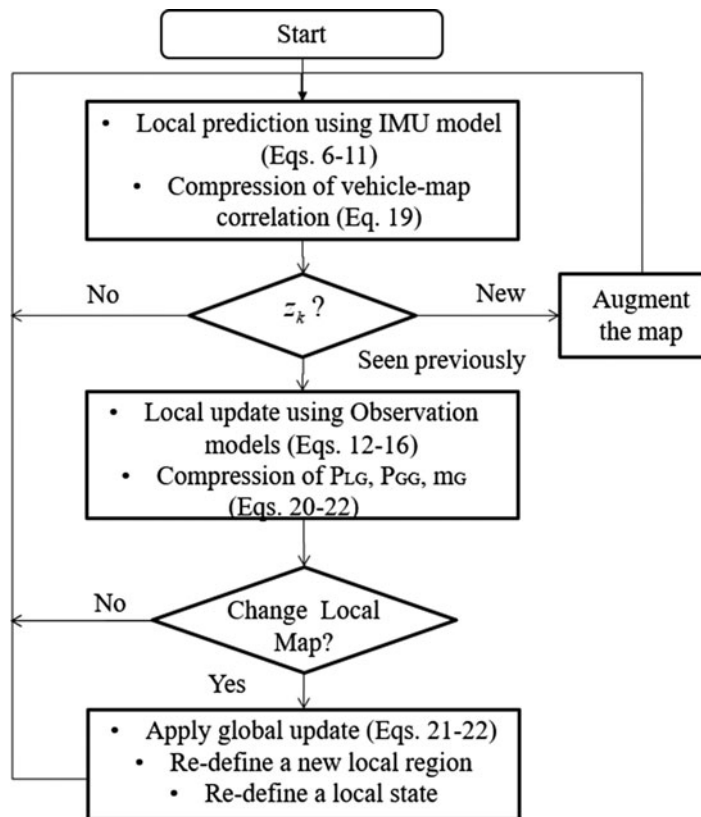 Start
• Local prediction using IMU model
(Eqs. 6-11)
• Compression of vehicle-map
correlation (Eq. 19)
No
z_k ?
New
Augment
the map
Seen previously
• Local update using Observation
models (Eqs. 12-16)
• Compression of PLG, PGG, mG
(Eqs. 20-22)
No
Change Local
Map?
Yes
• Apply global update (Eqs. 21-22)
• Re-define a new local region
• Re-define a local state